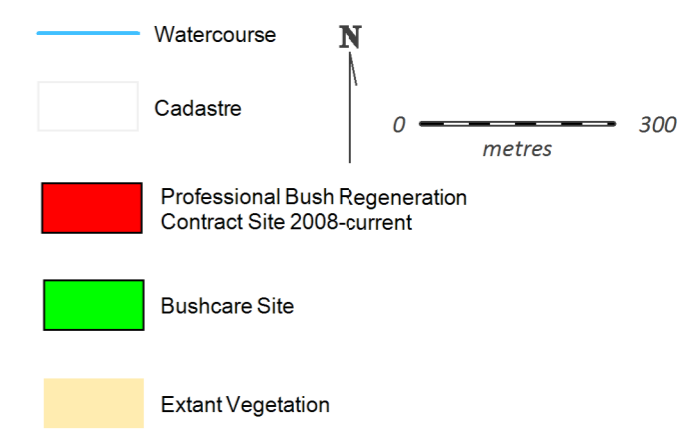 Watercourse
N
Cadastre
0 300
metres
Professional Bush Regeneration
Contract Site 2008-current
Bushcare Site
Extant Vegetation